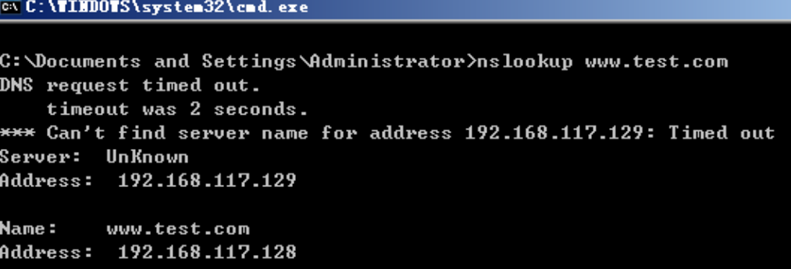 C:\WINDOWS\system32\cmd.exe
C:\Documents and Settings\Administrator>nslookup www.test.com
DNS request timed out.
    timeout was 2 seconds.
*** Can't find server name for address 192.168.117.129: Timed out
Server:  UnKnown
Address:  192.168.117.129
Name:    www.test.com
Address:  192.168.117.128